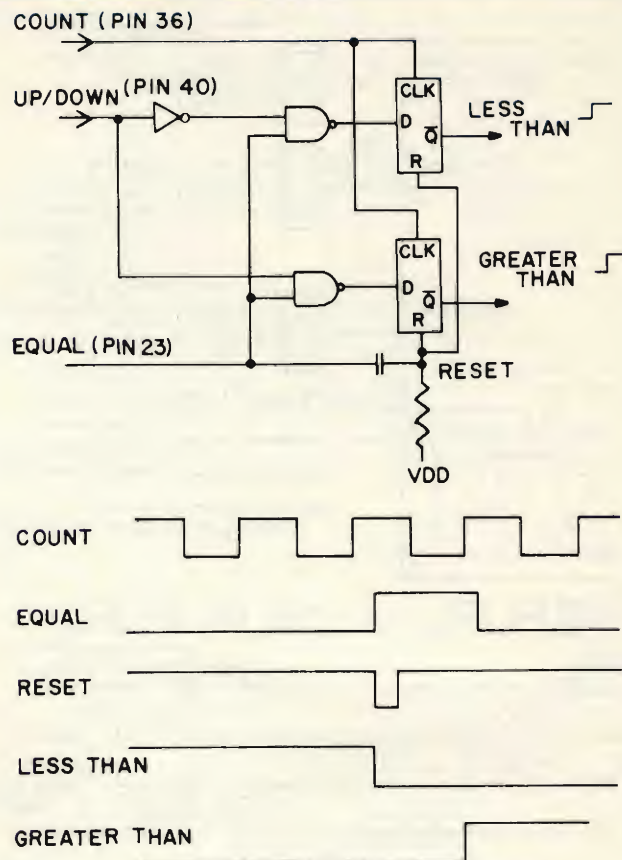 COUNT (PIN 36)
UP/DOWN (PIN 40)
CLK
D
Q
R
LESS THAN
CLK
D
Q
R
GREATER THAN
EQUAL (PIN 23)
RESET
VDD
COUNT
EQUAL
RESET
LESS THAN
GREATER THAN